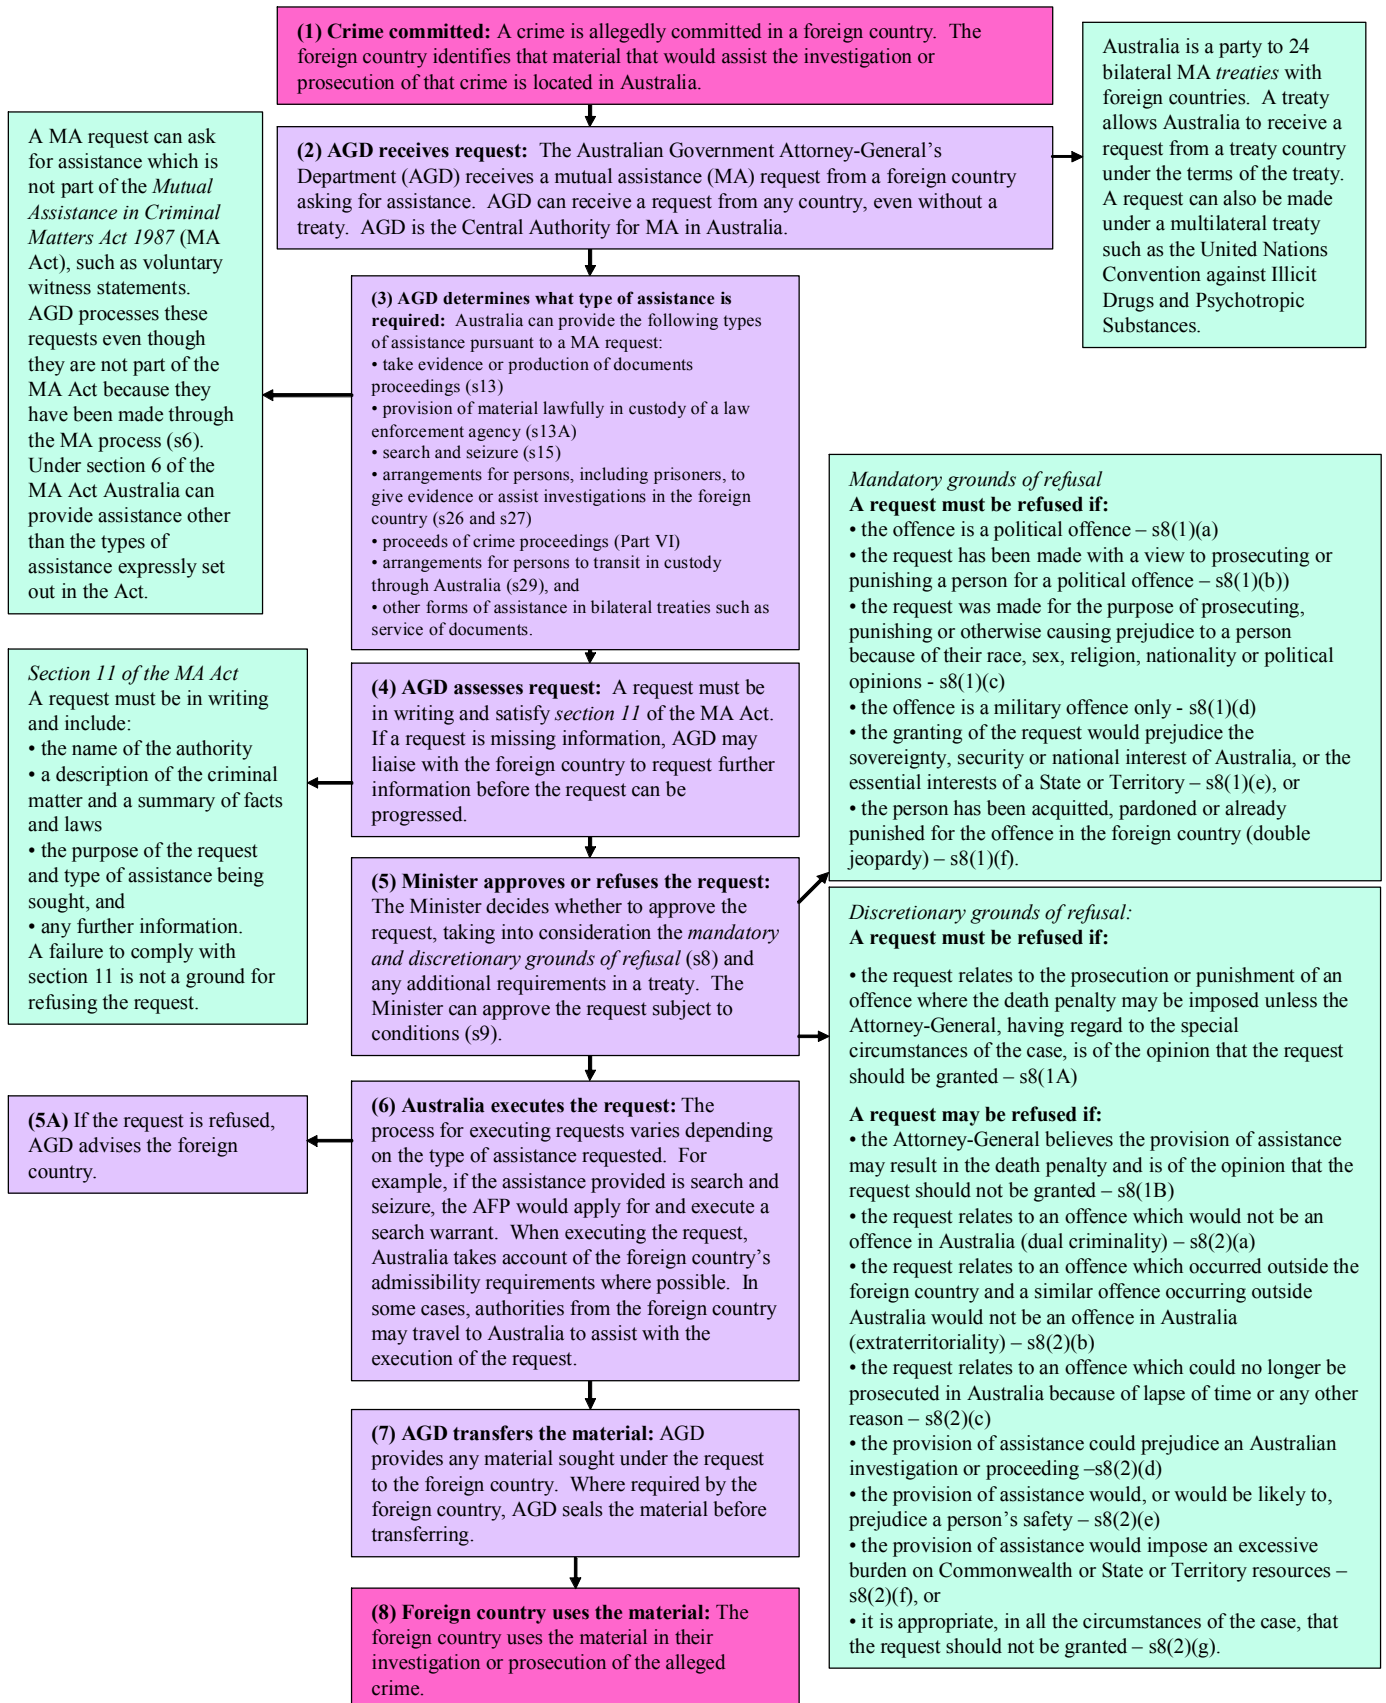 (1) Crime committed: A crime is allegedly committed in a foreign country. The
foreign country identifies that material that would assist the investigation or
prosecution of that crime is located in Australia.
Australia is a party to 24
bilateral MA treaties with
foreign countries. A treaty
allows Australia to receive a
request from a treaty country
under the terms of the treaty.
A request can also be made
under a multilateral treaty
such as the United Nations
Convention against Illicit
Drugs and Psychotropic
Substances.
(2) AGD receives request: The Australian Government Attorney-General's
Department (AGD) receives a mutual assistance (MA) request from a foreign country
asking for assistance. AGD can receive a request from any country, even without a
treaty. AGD is the Central Authority for MA in Australia.
A MA request can ask
for assistance which is
not part of the Mutual
Assistance in Criminal
Matters Act 1987 (MA
Act), such as voluntary
witness statements.
AGD processes these
requests even though
they are not part of the
MA Act because they
have been made through
the MA process (s6).
Under section 6 of the
MA Act Australia can
provide assistance other
than the types of
assistance expressly set
out in the Act.
(3) AGD determines what type of assistance is
required: Australia can provide the following types
of assistance pursuant to a MA request:
• take evidence or production of documents
proceedings (s13)
• provision of material lawfully in custody of a law
enforcement agency (s13A)
• search and seizure (s15)
• arrangements for persons, including prisoners, to
give evidence or assist investigations in the foreign
country (s26 and s27)
• proceeds of crime proceedings (Part VI)
• arrangements for persons to transit in custody
through Australia (s29), and
• other forms of assistance in bilateral treaties such as
service of documents.
Mandatory grounds of refusal
A request must be refused if:
• the offence is a political offence – s8(1)(a)
• the request has been made with a view to prosecuting or
punishing a person for a political offence – s8(1)(b))
• the request was made for the purpose of prosecuting,
punishing or otherwise causing prejudice to a person
because of their race, sex, religion, nationality or political
opinions - s8(1)(c)
• the offence is a military offence only - s8(1)(d)
• the granting of the request would prejudice the
sovereignty, security or national interest of Australia, or the
essential interests of a State or Territory – s8(1)(e), or
• the person has been acquitted, pardoned or already
punished for the offence in the foreign country (double
jeopardy) – s8(1)(f).
Section 11 of the MA Act
A request must be in writing
and include:
• the name of the authority
• a description of the criminal
matter and a summary of facts
and laws
• the purpose of the request
and type of assistance being
sought, and
• any further information.
A failure to comply with
section 11 is not a ground for
refusing the request.
(4) AGD assesses request: A request must be
in writing and satisfy section 11 of the MA Act.
If a request is missing information, AGD may
liaise with the foreign country to request further
information before the request can be
progressed.
(5) Minister approves or refuses the request:
The Minister decides whether to approve the
request, taking into consideration the mandatory
and discretionary grounds of refusal (s8) and
any additional requirements in a treaty. The
Minister can approve the request subject to
conditions (s9).
Discretionary grounds of refusal:
A request must be refused if:
• the request relates to the prosecution or punishment of an
offence where the death penalty may be imposed unless the
Attorney-General, having regard to the special
circumstances of the case, is of the opinion that the request
should be granted – s8(1A)
A request may be refused if:
• the Attorney-General believes the provision of assistance
may result in the death penalty and is of the opinion that the
request should not be granted – s8(1B)
• the request relates to an offence which would not be an
offence in Australia (dual criminality) – s8(2)(a)
• the request relates to an offence which occurred outside the
foreign country and a similar offence occurring outside
Australia would not be an offence in Australia
(extraterritoriality) – s8(2)(b)
• the request relates to an offence which could no longer be
prosecuted in Australia because of lapse of time or any other
reason – s8(2)(c)
• the provision of assistance could prejudice an Australian
investigation or proceeding –s8(2)(d)
• the provision of assistance would, or would be likely to,
prejudice a person's safety – s8(2)(e)
• the provision of assistance would impose an excessive
burden on Commonwealth or State or Territory resources –
s8(2)(f), or
• it is appropriate, in all the circumstances of the case, that
the request should not be granted – s8(2)(g).
(5A) If the request is refused,
AGD advises the foreign
country.
(6) Australia executes the request: The
process for executing requests varies depending
on the type of assistance requested. For
example, if the assistance provided is search and
seizure, the AFP would apply for and execute a
search warrant. When executing the request,
Australia takes account of the foreign country's
admissibility requirements where possible. In
some cases, authorities from the foreign country
may travel to Australia to assist with the
execution of the request.
(7) AGD transfers the material: AGD
provides any material sought under the request
to the foreign country. Where required by the
foreign country, AGD seals the material before
transferring.
(8) Foreign country uses the material: The
foreign country uses the material in their
investigation or prosecution of the alleged
crime.